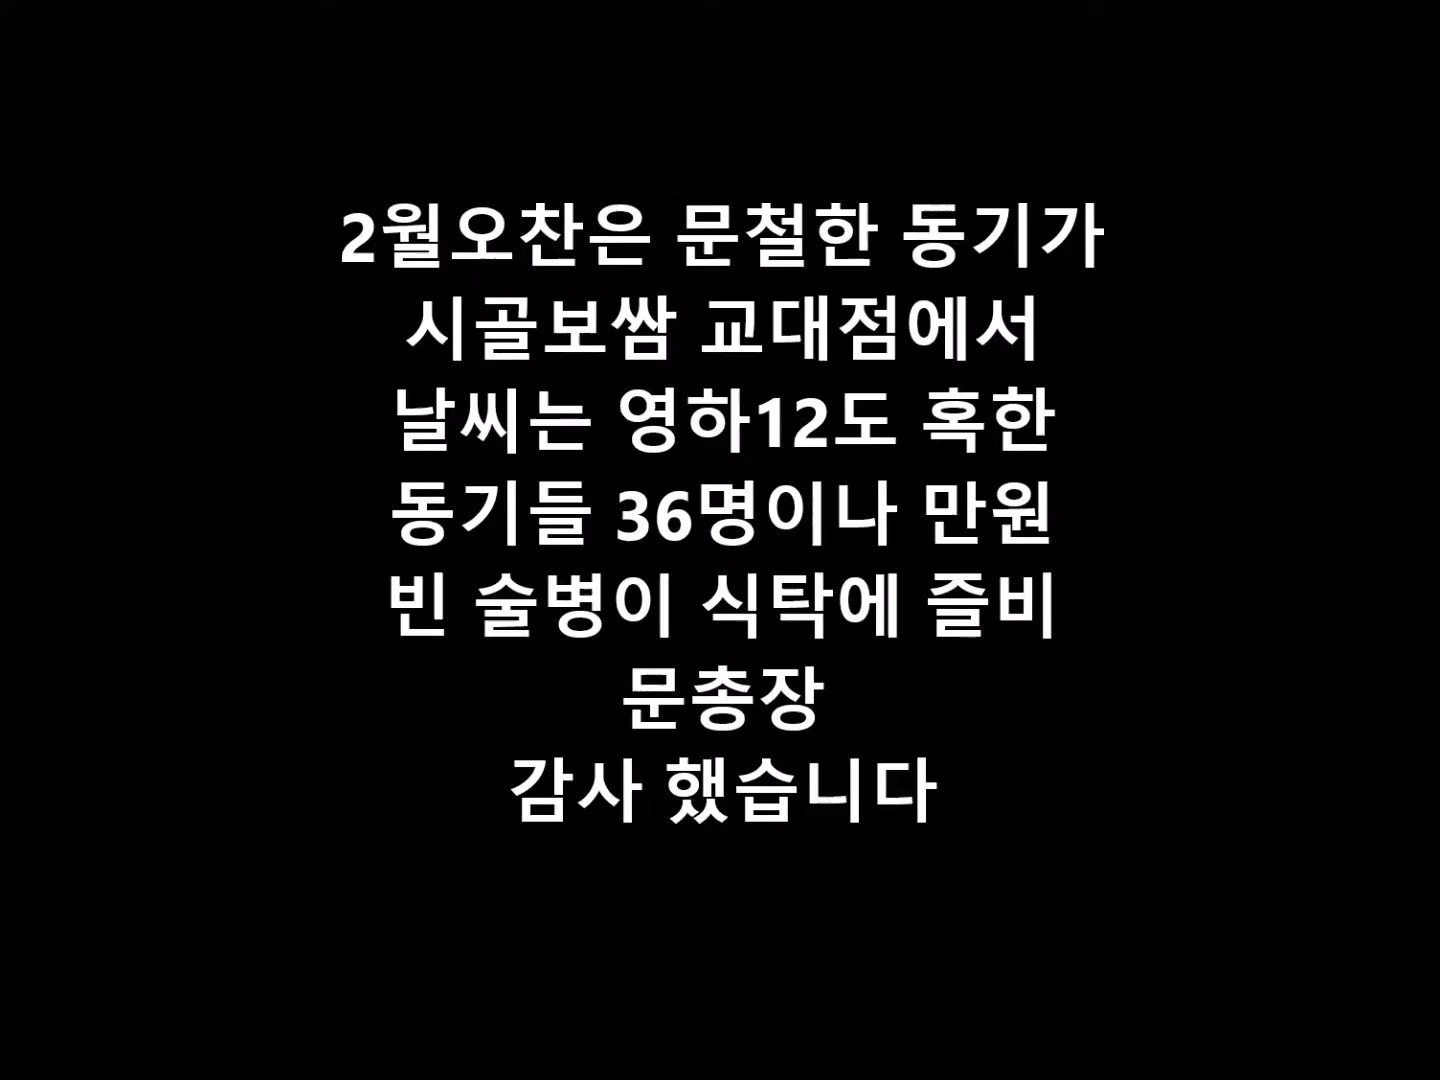 2월오찬은 문철한 동기가
시골보쌈 교대점에서
날씨는 영하12도 혹한
동기들 36명이나 만원
빈 술병이 식탁에 즐비
문총장
감사 했습니다